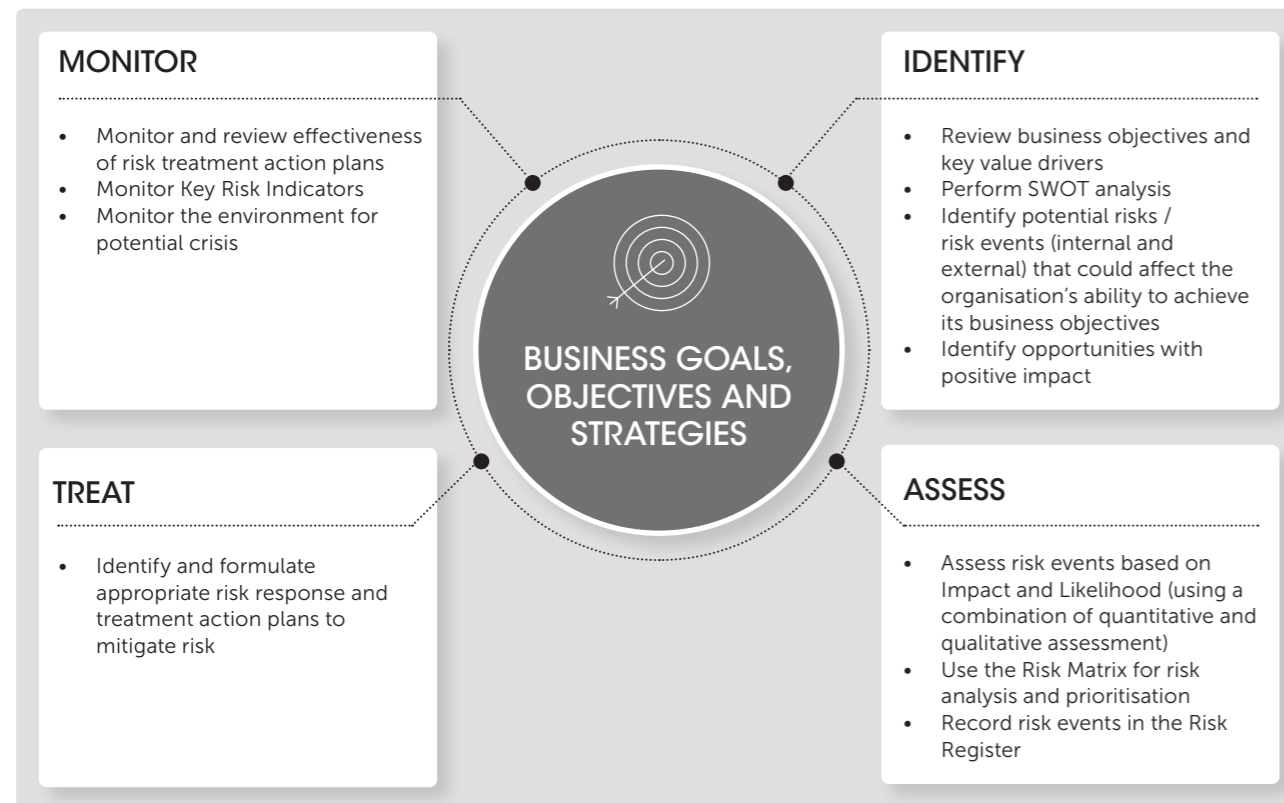 MONITOR
• Monitor and review effectiveness
of risk treatment action plans
• Monitor Key Risk Indicators
• Monitor the environment for
potential crisis
IDENTIFY
• Review business objectives and
key value drivers
• Perform SWOT analysis
• Identify potential risks /
risk events (internal and
external) that could affect the
organisation’s ability to achieve
its business objectives
• Identify opportunities with
positive impact
BUSINESS GOALS,
OBJECTIVES AND
STRATEGIES
TREAT
• Identify and formulate
appropriate risk response and
treatment action plans to
mitigate risk
ASSESS
• Assess risk events based on
Impact and Likelihood (using a
combination of quantitative and
qualitative assessment)
• Use the Risk Matrix for risk
analysis and prioritisation
• Record risk events in the Risk
Register